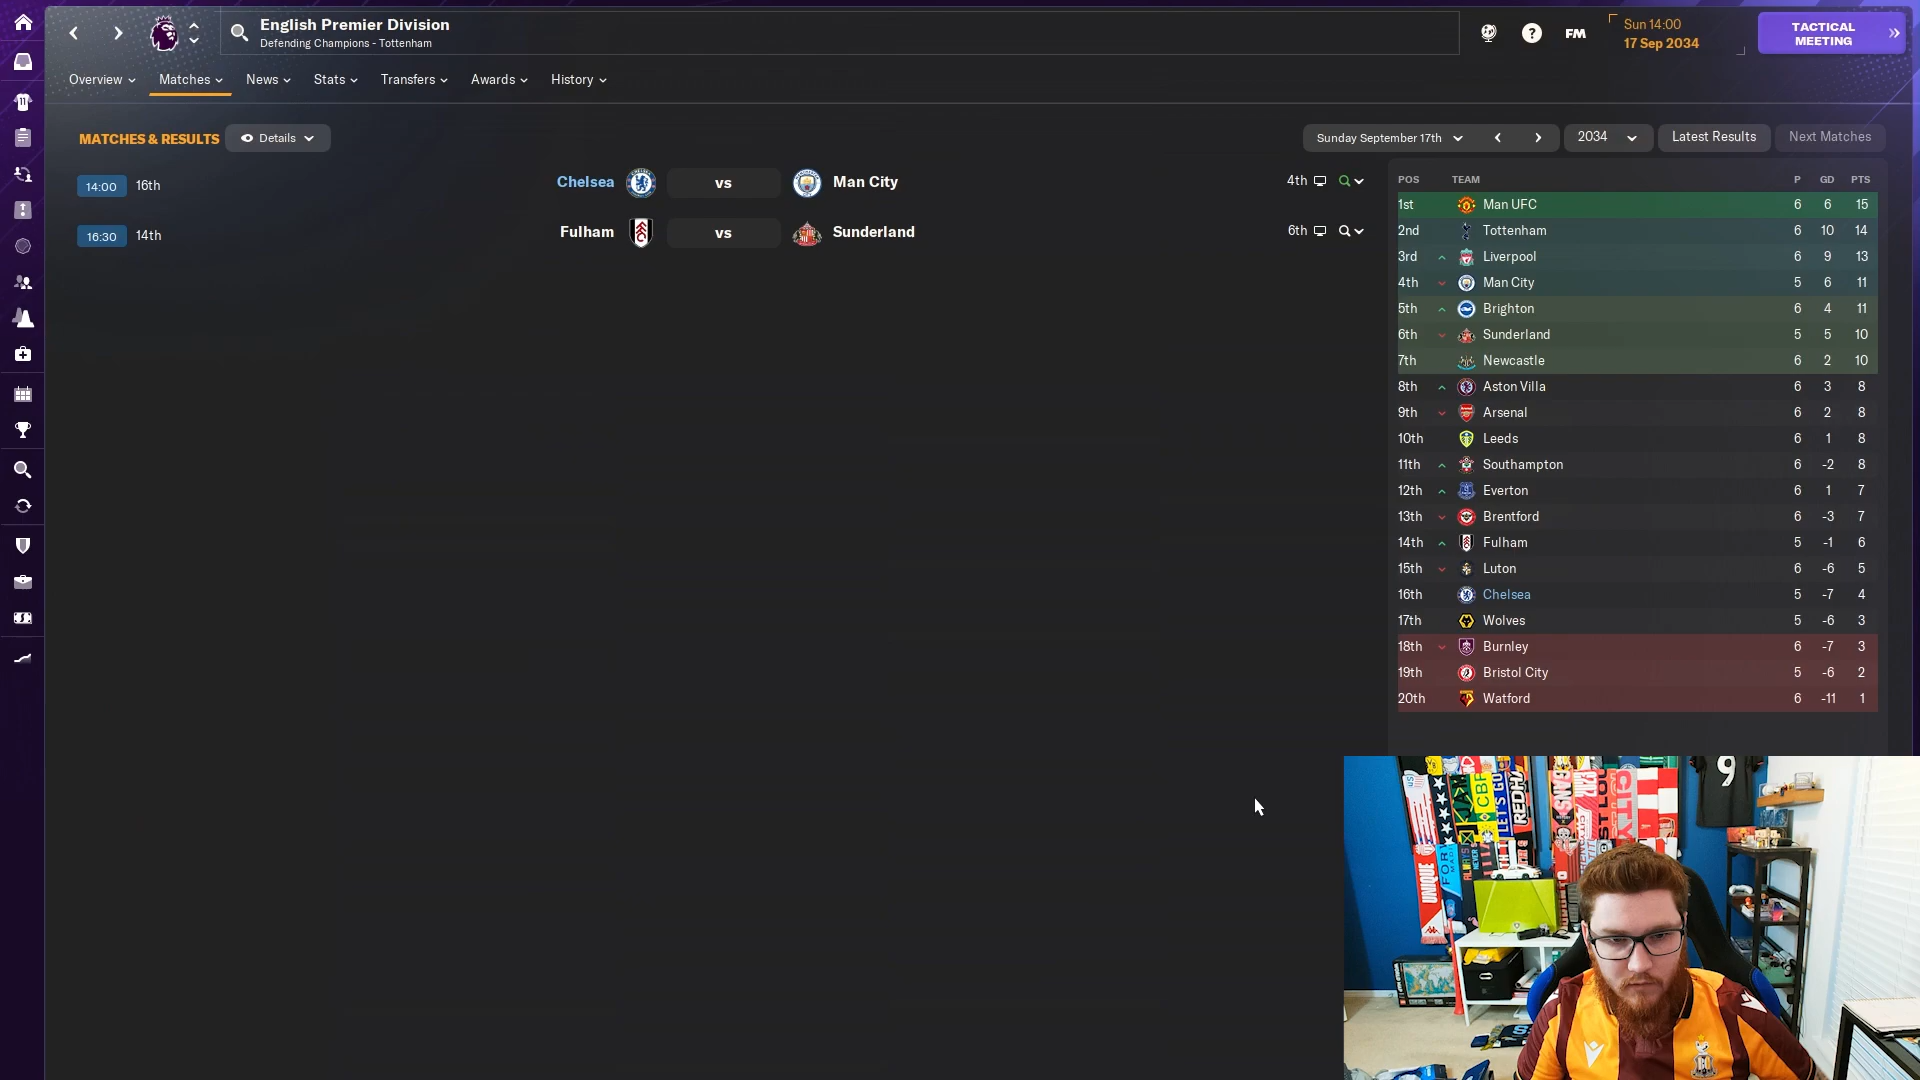 English Premier Division
Defending Champions - Tottenham
FM
Sun 14:00
17 Sep 2034
TACTICAL
MEETING
Overview
Matches
News
Stats
Transfers
Awards
History
MATCHES & RESULTS
Details
Sunday September 17th
2034
Latest Results
Next Matches
14:00 16th Chelsea vs Man City 4th
16:30 14th Fulham vs Sunderland 6th
POS TEAM P GD PTS
1st Man UFC 6 6 15
2nd Tottenham 6 10 14
3rd Liverpool 6 9 13
4th Man City 5 6 11
5th Brighton 6 4 11
6th Sunderland 5 5 10
7th Newcastle 6 2 10
8th Aston Villa 6 3 8
9th Arsenal 6 2 8
10th Leeds 6 1 8
11th Southampton 6 -2 8
12th Everton 6 1 7
13th Brentford 6 -3 7
14th Fulham 5 -1 6
15th Luton 6 -6 5
16th Chelsea 5 -7 4
17th Wolves 5 -6 3
18th Burnley 6 -7 3
19th Bristol City 5 -6 2
20th Watford 6 -11 1
9
CBF
LET'S GO
REDH
CITY
UNIQUE